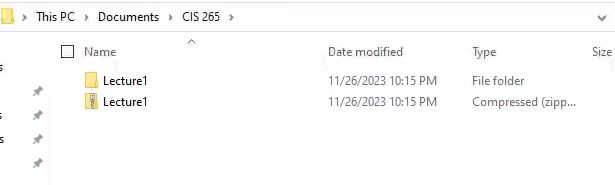 This PC > Documents > CIS 265 >
Name Date modified Type Size
Lecture1 11/26/2023 10:15 PM File folder
Lecture1 11/26/2023 10:15 PM Compressed (zipp...